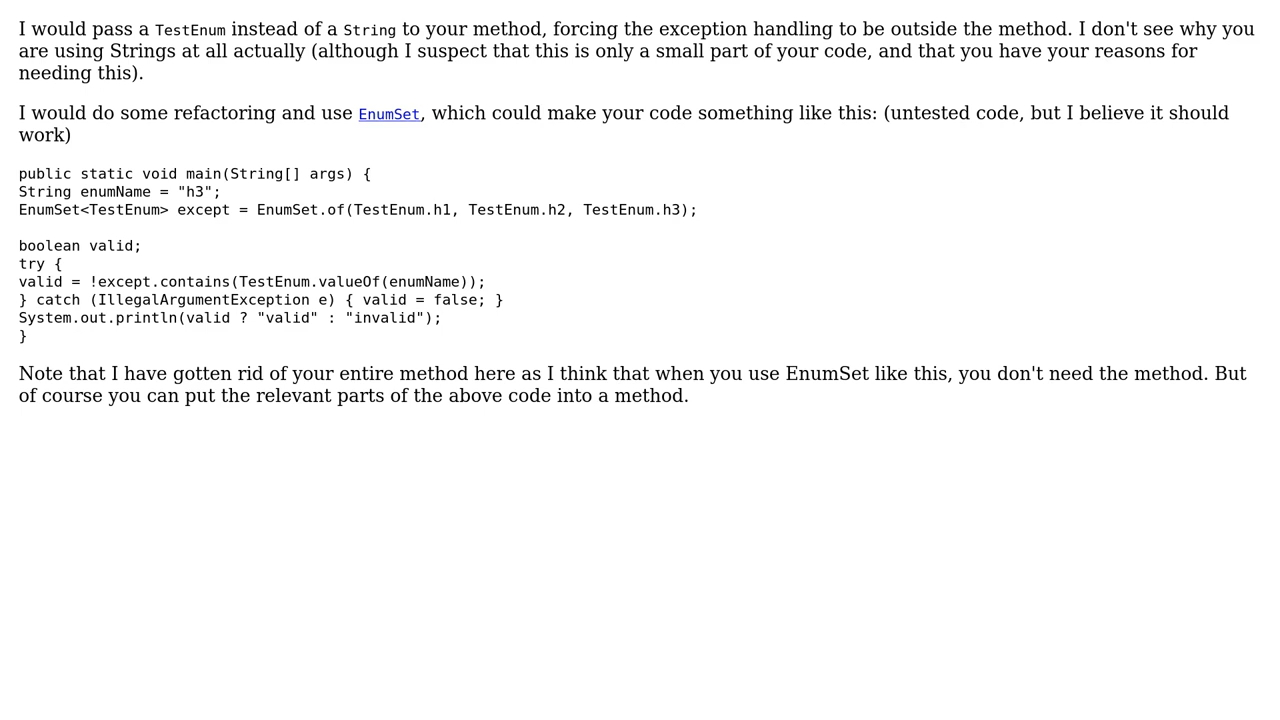 I would pass a TestEnum instead of a String to your method, forcing the exception handling to be outside the method. I don't see why you
are using Strings at all actually (although I suspect that this is only a small part of your code, and that you have your reasons for
needing this).
I would do some refactoring and use EnumSet, which could make your code something like this: (untested code, but I believe it should
work)
public static void main(String[] args) {
String enumName = "h3";
EnumSet<TestEnum> except = EnumSet.of(TestEnum.h1, TestEnum.h2, TestEnum.h3);
boolean valid;
try {
valid = !except.contains(TestEnum.valueOf(enumName));
} catch (IllegalArgumentException e) { valid = false; }
System.out.println(valid ? "valid" : "invalid");
}
Note that I have gotten rid of your entire method here as I think that when you use EnumSet like this, you don't need the method. But
of course you can put the relevant parts of the above code into a method.